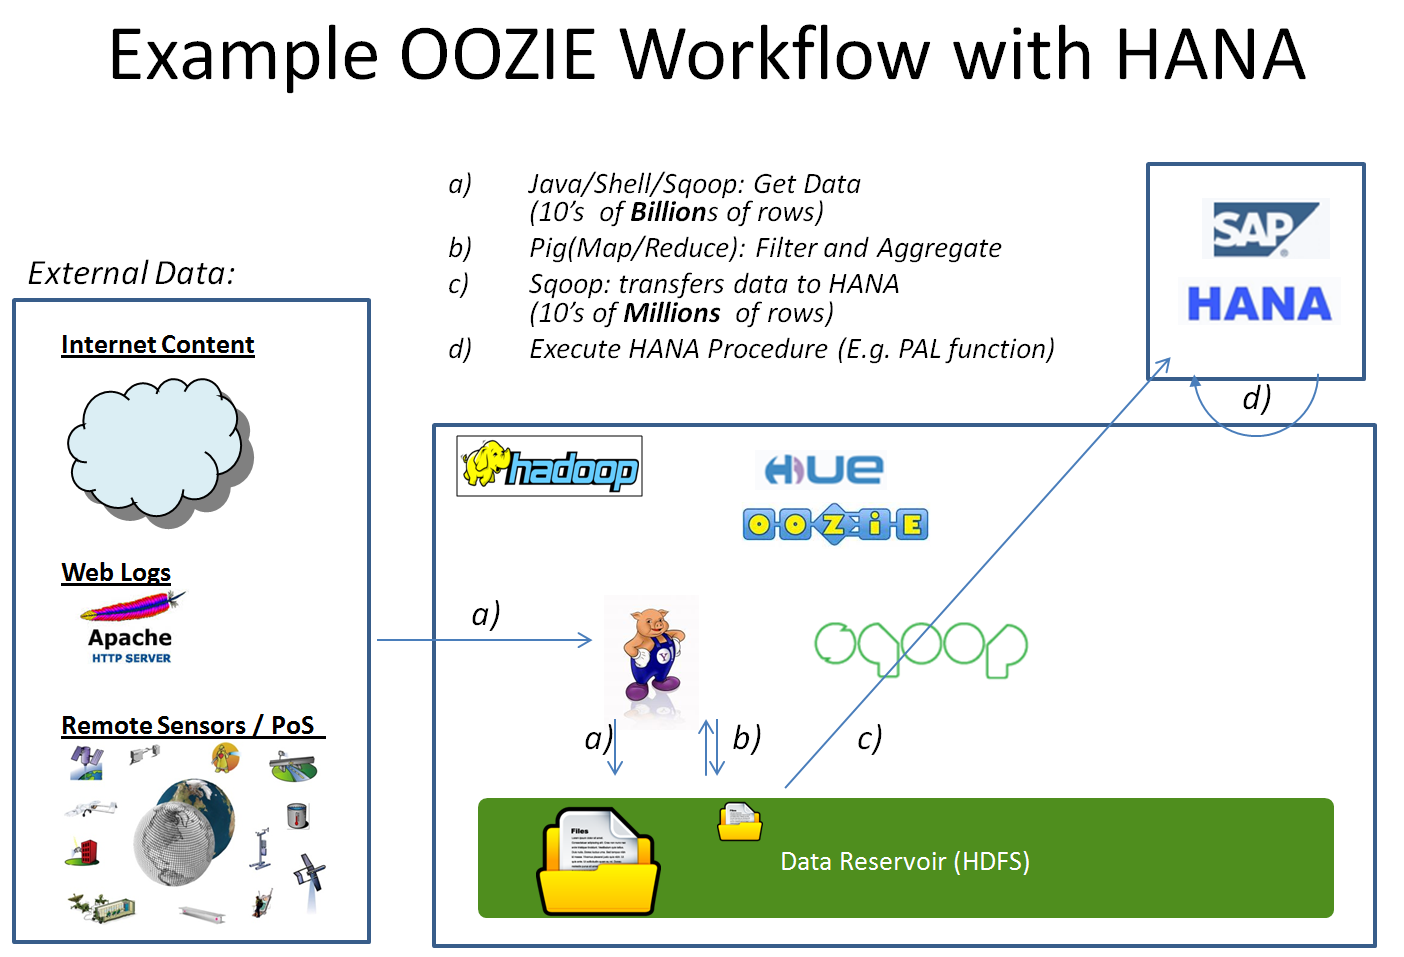 Example OOZIE Workflow with HANA
a) Java/Shell/Sqoop: Get Data
(10's of Billions of rows)
b) Pig(Map/Reduce): Filter and Aggregate
c) Sqoop: transfers data to HANA
(10's of Millions of rows)
d) Execute HANA Procedure (E.g. PAL function)
SAP
HANA
d)
External Data:
Internet Content
Web Logs
Apache
HTTP SERVER
Remote Sensors / PoS
hadoop
HUE
OOZiE
a)
Y
sqoop
a)
b)
c)
Files
Files
Data Reservoir (HDFS)